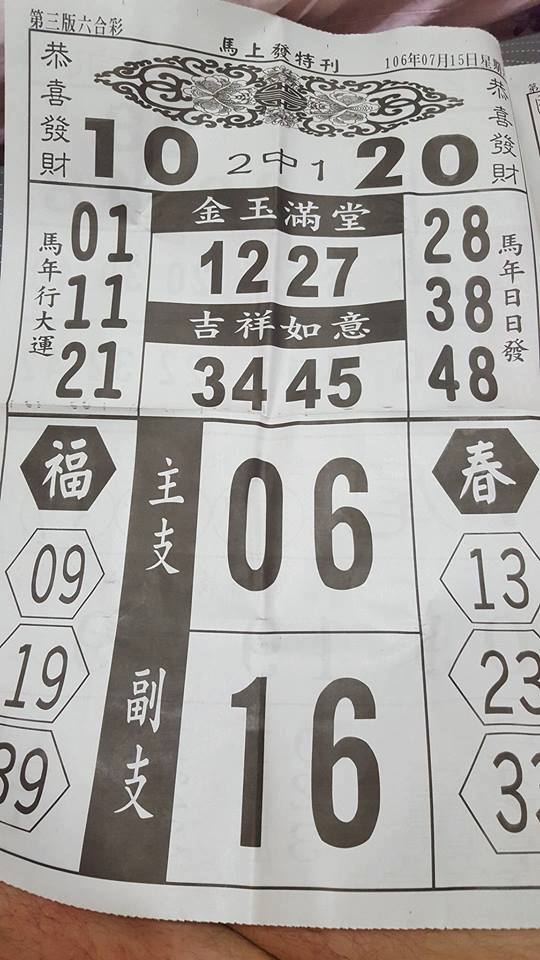 第三版六合彩
馬上發特刊
106年07月15日星
恭喜發財
恭喜發財
10 2中1 20
馬年行大運
01
11
21
金玉滿堂
12 27
吉祥如意
34 45
28
38
48
馬年日日發
福
09
19
39
主支
06
副支
16
春
13
23